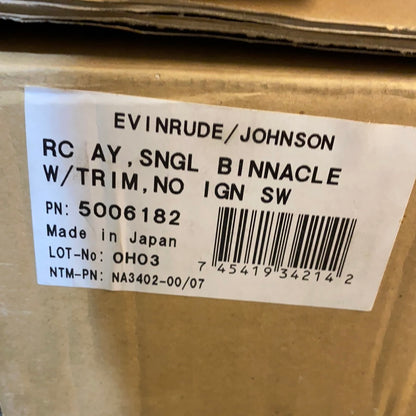 EVINRUDE/JOHNSON
RC AY,SNGL BINNACLE
W/TRIM,NO IGN SW
PN: 5006182
Made in Japan
LOT-No: 0H03
NTM-PN: NA3402-00/07
7 45419 34214 2